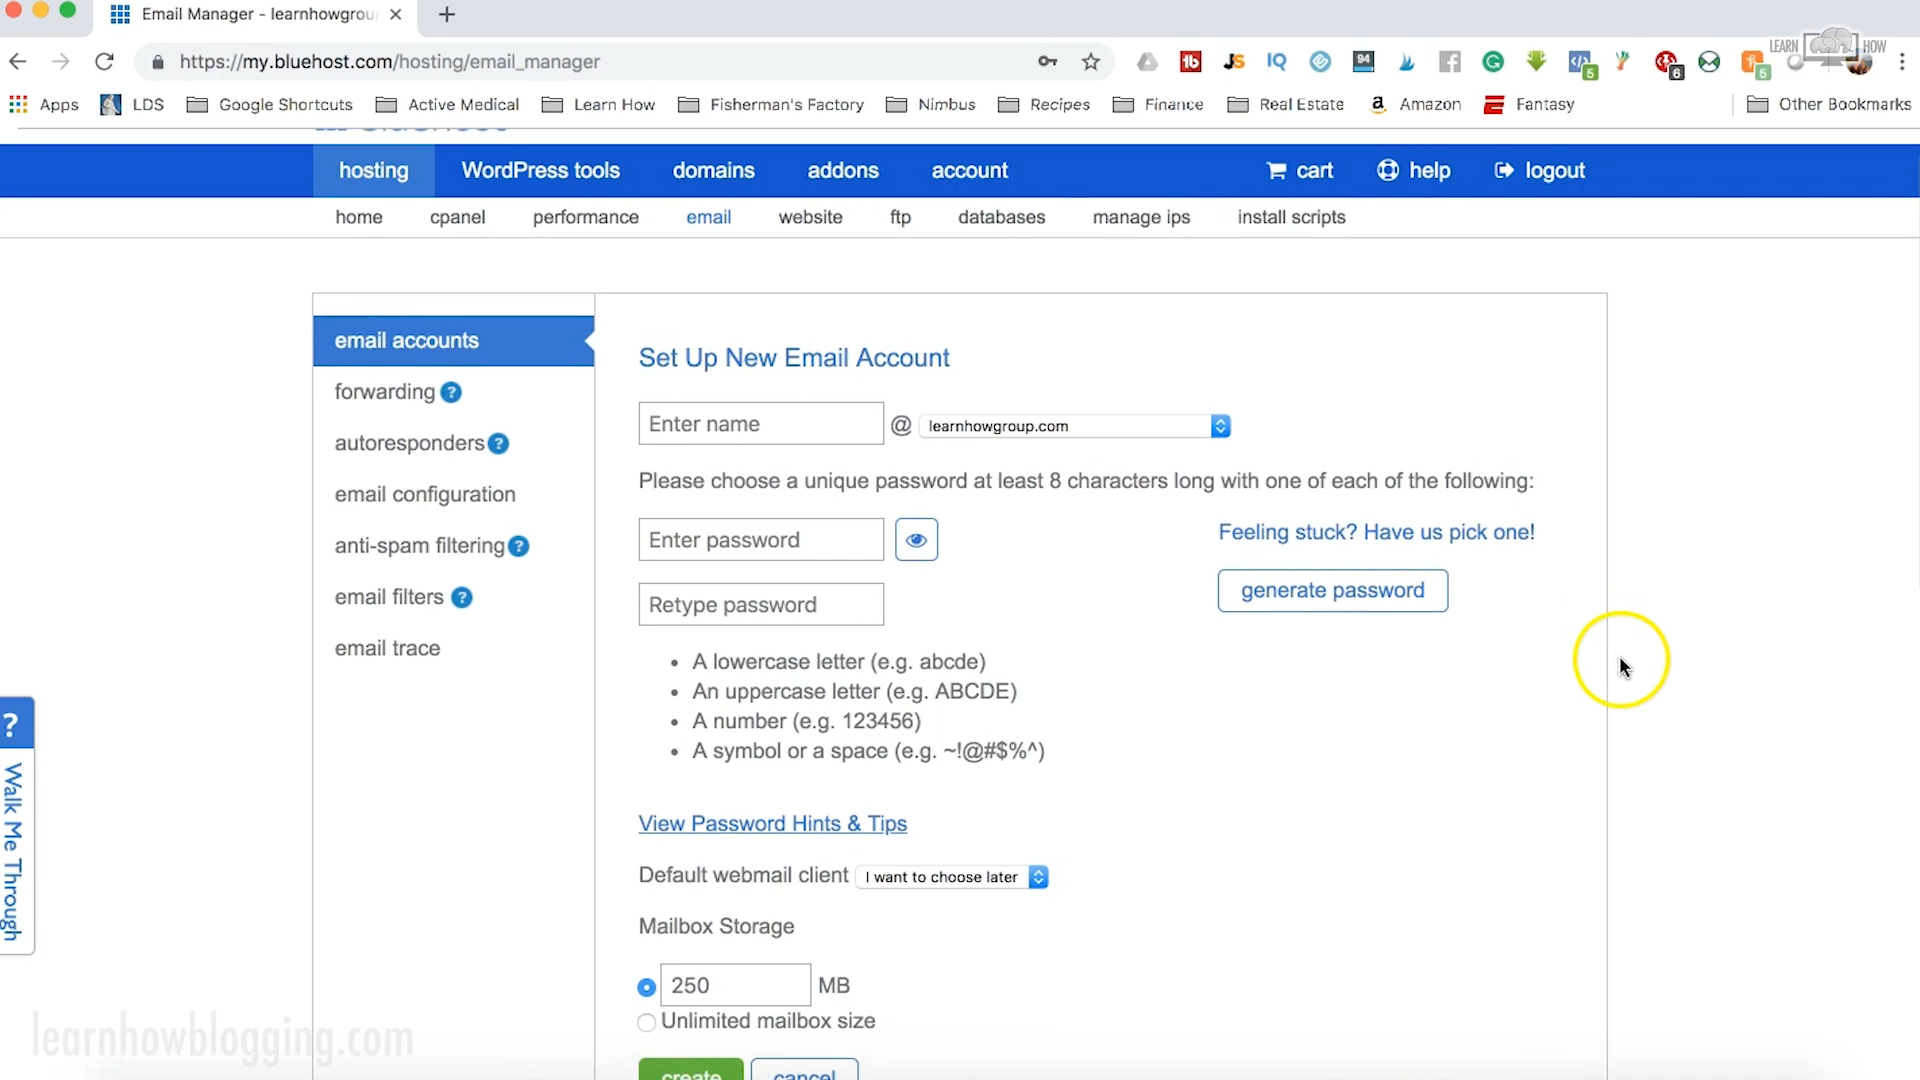 Email Manager - learnhowgrou
LEARN HOW
https://my.bluehost.com/hosting/email_manager
94
5
6
5
Apps LDS Google Shortcuts Active Medical Learn How Fisherman's Factory Nimbus Recipes Finance Real Estate Amazon Fantasy Other Bookmarks
hosting WordPress tools domains addons account cart help logout
home cpanel performance email website ftp databases manage ips install scripts
email accounts
forwarding ?
autoresponders ?
email configuration
anti-spam filtering ?
email filters ?
email trace
Set Up New Email Account
Enter name @ learnhowgroup.com
Please choose a unique password at least 8 characters long with one of each of the following:
Enter password
Feeling stuck? Have us pick one!
Retype password
generate password
• A lowercase letter (e.g. abcde)
• An uppercase letter (e.g. ABCDE)
• A number (e.g. 123456)
• A symbol or a space (e.g. ~!@#$%^)
View Password Hints & Tips
Default webmail client I want to choose later
Mailbox Storage
250 MB
Unlimited mailbox size
create cancel
? Walk Me Through
learnhowblogging.com